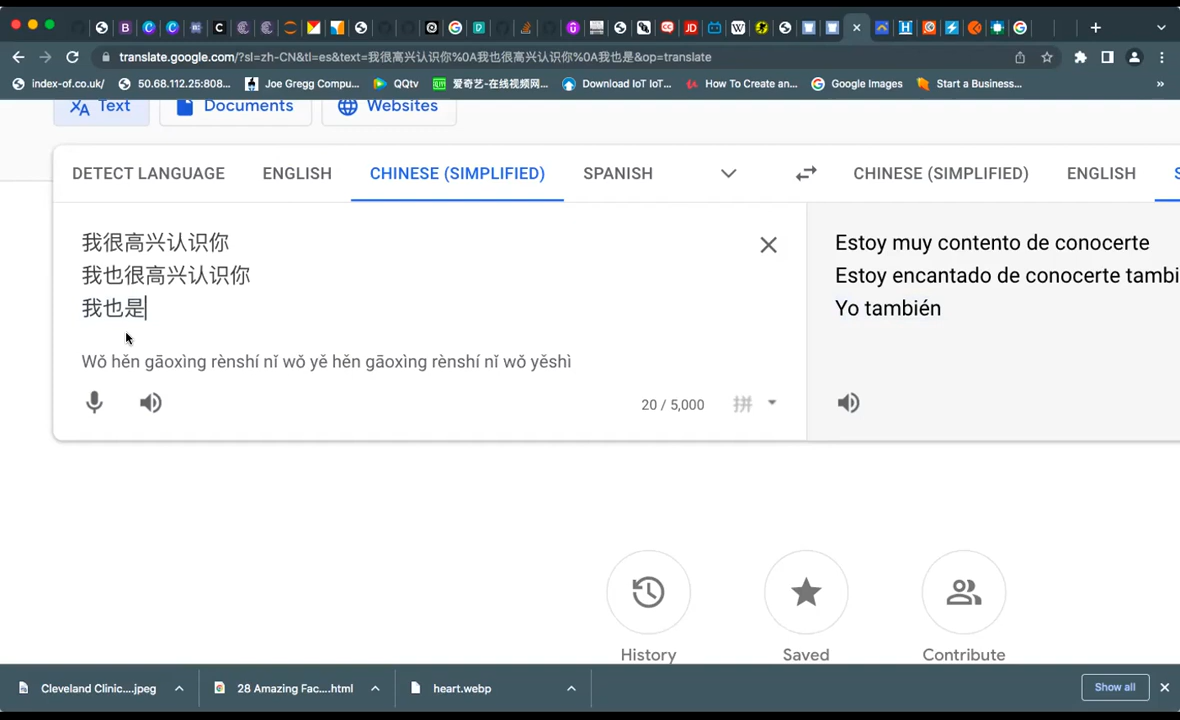 translate.google.com/?sl=zh-CN&tl=es&text=我很高兴认识你%0A我也很高兴认识你%0A我也是&op=translate
index-of.co.uk/
50.68.112.25:808...
Joe Gregg Compu...
QQtv
爱奇艺-在线视频网...
Download IoT IoT...
How To Create an...
Google Images
Start a Business...
»
Text
Documents
Websites
DETECT LANGUAGE
ENGLISH
CHINESE (SIMPLIFIED)
SPANISH
CHINESE (SIMPLIFIED)
ENGLISH
我很高兴认识你
我也很高兴认识你
我也是
Wǒ hěn gāoxìng rènshí nǐ wǒ yě hěn gāoxìng rènshí nǐ wǒ yěshì
20 / 5,000
拼
Estoy muy contento de conocerte
Estoy encantado de conocerte tambi
Yo también
History
Saved
Contribute
Cleveland Clinic....jpeg
28 Amazing Fac....html
heart.webp
Show all